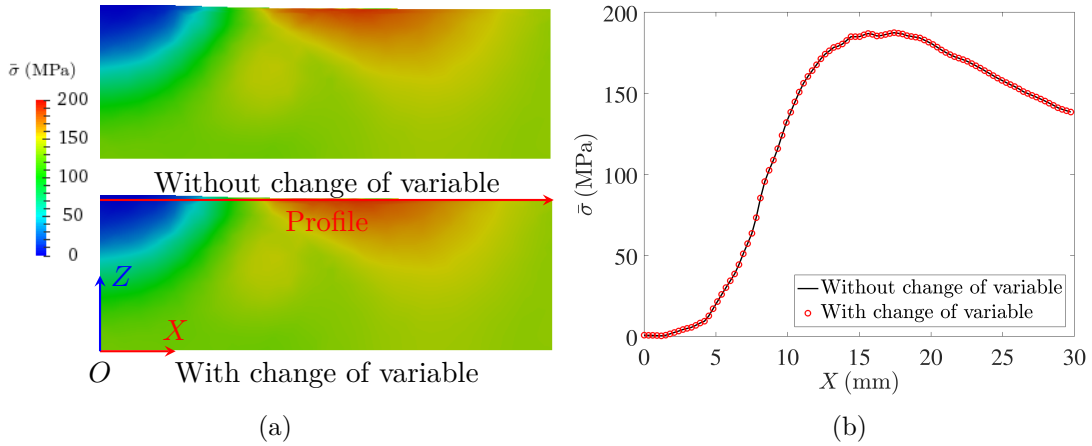 σ̄ (MPa)
200
150
100
50
0
Without change of variable
Profile
Z
X
O
With change of variable
(a)
200
150
100
50
0
σ̄ (MPa)
Without change of variable
With change of variable
0 5 10 15 20 25 30
X (mm)
(b)